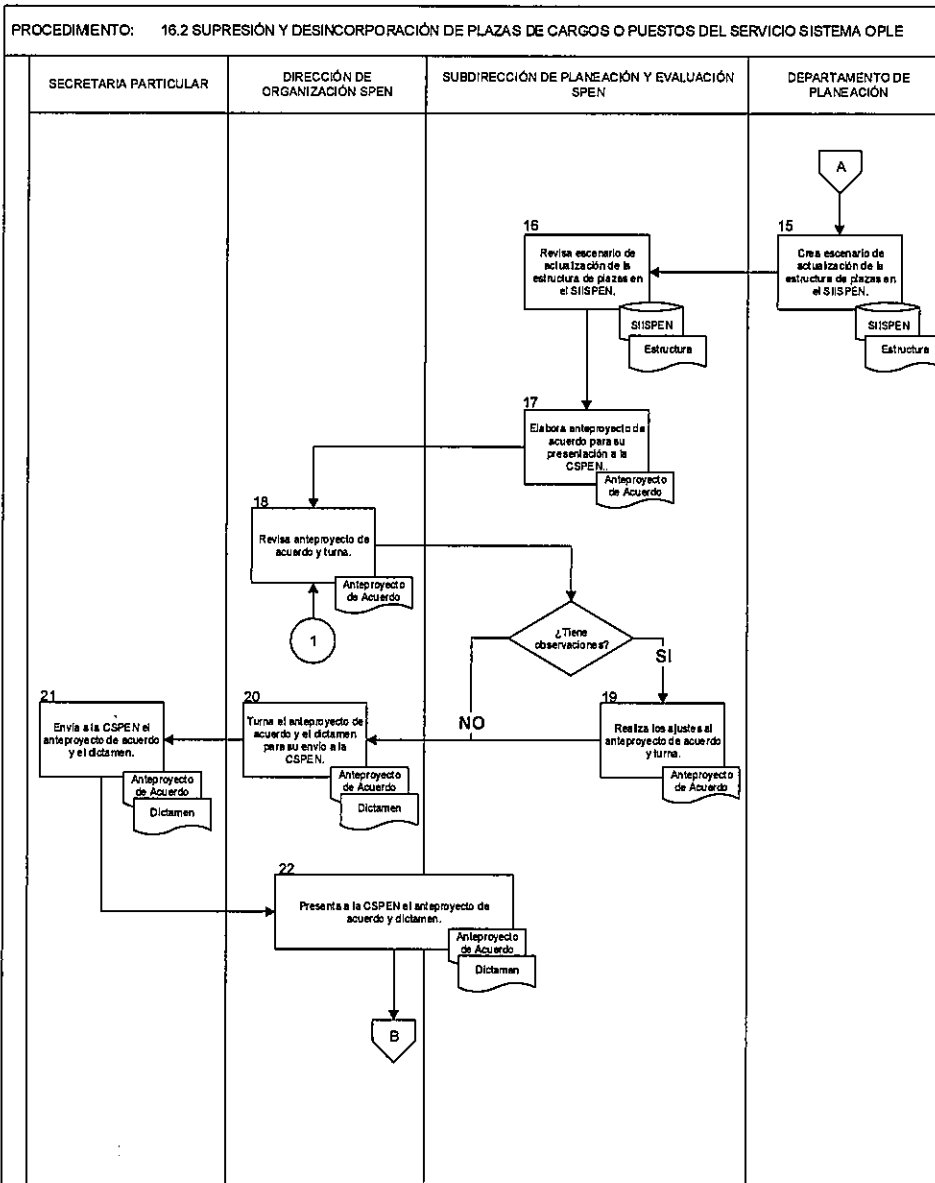 PROCEDIMIENTO: 16.2 SUPRESIÓN Y DESINCORPORACIÓN DE PLAZAS DE CARGOS O PUESTOS DEL SERVICIO SISTEMA OPLE
SECRETARIA PARTICULAR
DIRECCIÓN DE
ORGANIZACIÓN SPEN
SUBDIRECCIÓN DE PLANEACIÓN Y EVALUACIÓN
SPEN
DEPARTAMENTO DE
PLANEACIÓN
A
15
Crea escenario de
actualización de la
estructura de plazas en
el SIISPEN.
SIISPEN
Estructura
16
Revisa escenario de
actualización de la
estructura de plazas en
el SIISPEN.
SIISPEN
Estructura
17
Elabora anteproyecto de
acuerdo para su
presentación a la
CSPEN..
Anteproyecto
de Acuerdo
18
Revisa anteproyecto de
acuerdo y turna.
Anteproyecto
de Acuerdo
1
¿Tiene
observaciones?
SI
NO
19
Realiza los ajustes al
anteproyecto de acuerdo
y turna.
Anteproyecto
de Acuerdo
20
Turna el anteproyecto de
acuerdo y el dictamen
para su envío a la
CSPEN.
Anteproyecto
de Acuerdo
Dictamen
21
Envía a la CSPEN el
anteproyecto de acuerdo
y el dictamen.
Anteproyecto
de Acuerdo
Dictamen
22
Presenta a la CSPEN el anteproyecto de
acuerdo y dictamen.
Anteproyecto
de Acuerdo
Dictamen
B